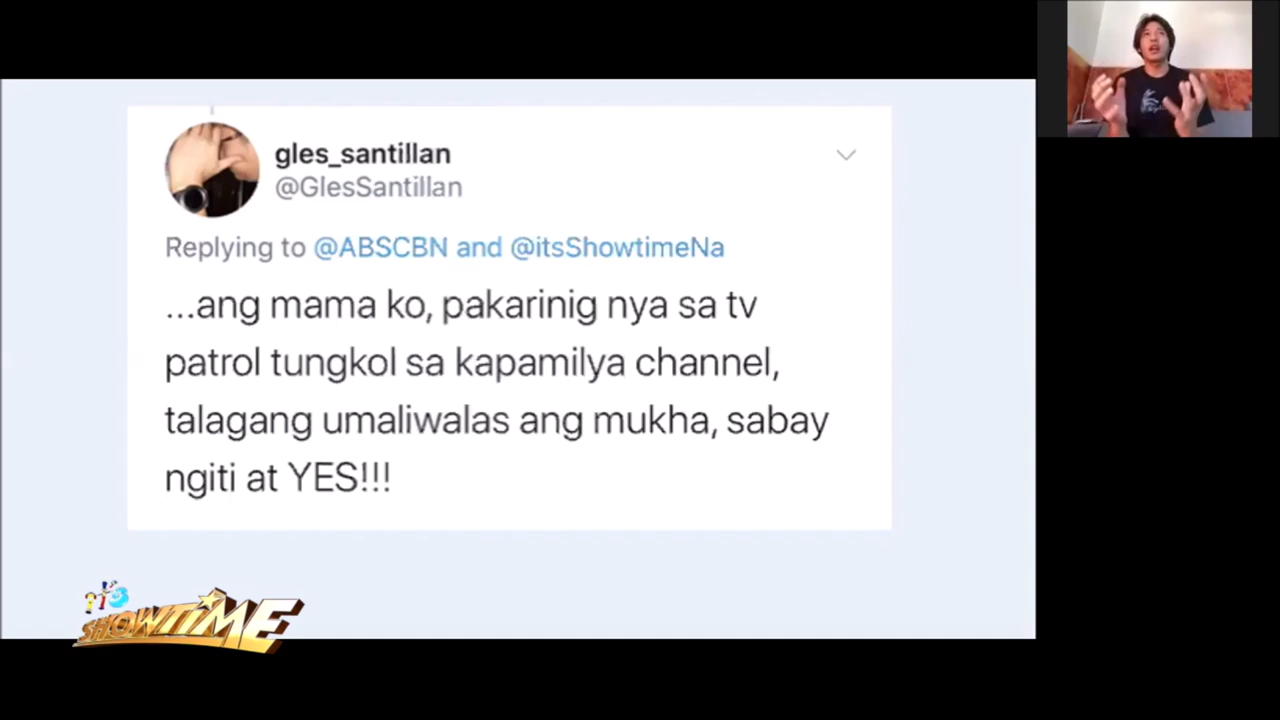 gles_santillan
@GlesSantillan
Replying to @ABSCBN and @itsShowtimeNa
...ang mama ko, pakarinig nya sa tv
patrol tungkol sa kapamilya channel,
talagang umaliwalas ang mukha, sabay
ngiti at YES!!!
it's
SHOWTIME